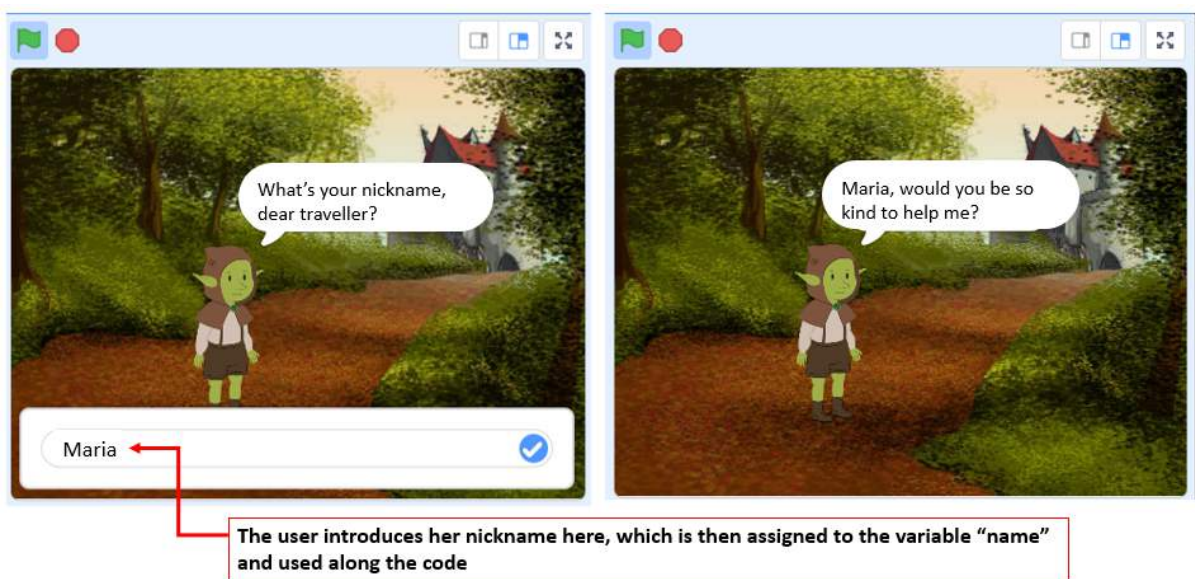 What's your nickname,
dear traveller?
Maria, would you be so
kind to help me?
Maria
The user introduces her nickname here, which is then assigned to the variable “name”
and used along the code